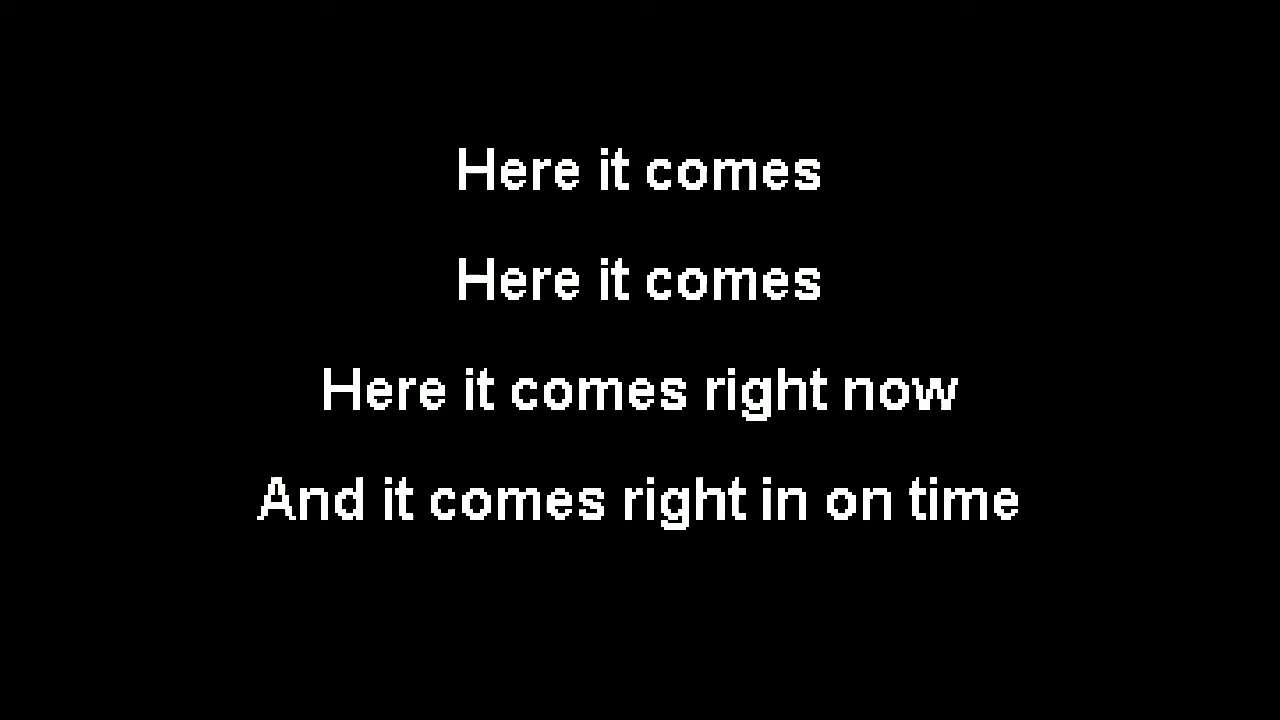 Here it comes
Here it comes
Here it comes right now
And it comes right in on time